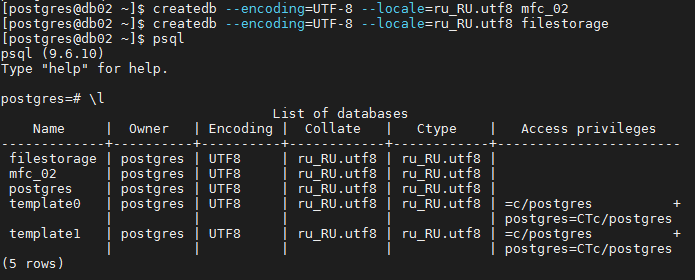 [postgres@db02 ~]$ createdb --encoding=UTF-8 --locale=ru_RU.utf8 mfc_02
[postgres@db02 ~]$ createdb --encoding=UTF-8 --locale=ru_RU.utf8 filestorage
[postgres@db02 ~]$ psql
psql (9.6.10)
Type "help" for help.

postgres=# \l
                                  List of databases
    Name     |  Owner   | Encoding |  Collate   |   Ctype    |   Access privileges
-------------+----------+----------+------------+------------+-----------------------
 filestorage | postgres | UTF8     | ru_RU.utf8 | ru_RU.utf8 |
 mfc_02      | postgres | UTF8     | ru_RU.utf8 | ru_RU.utf8 |
 postgres    | postgres | UTF8     | ru_RU.utf8 | ru_RU.utf8 |
 template0   | postgres | UTF8     | ru_RU.utf8 | ru_RU.utf8 | =c/postgres          +
             |          |          |            |            | postgres=CTc/postgres
 template1   | postgres | UTF8     | ru_RU.utf8 | ru_RU.utf8 | =c/postgres          +
             |          |          |            |            | postgres=CTc/postgres
(5 rows)